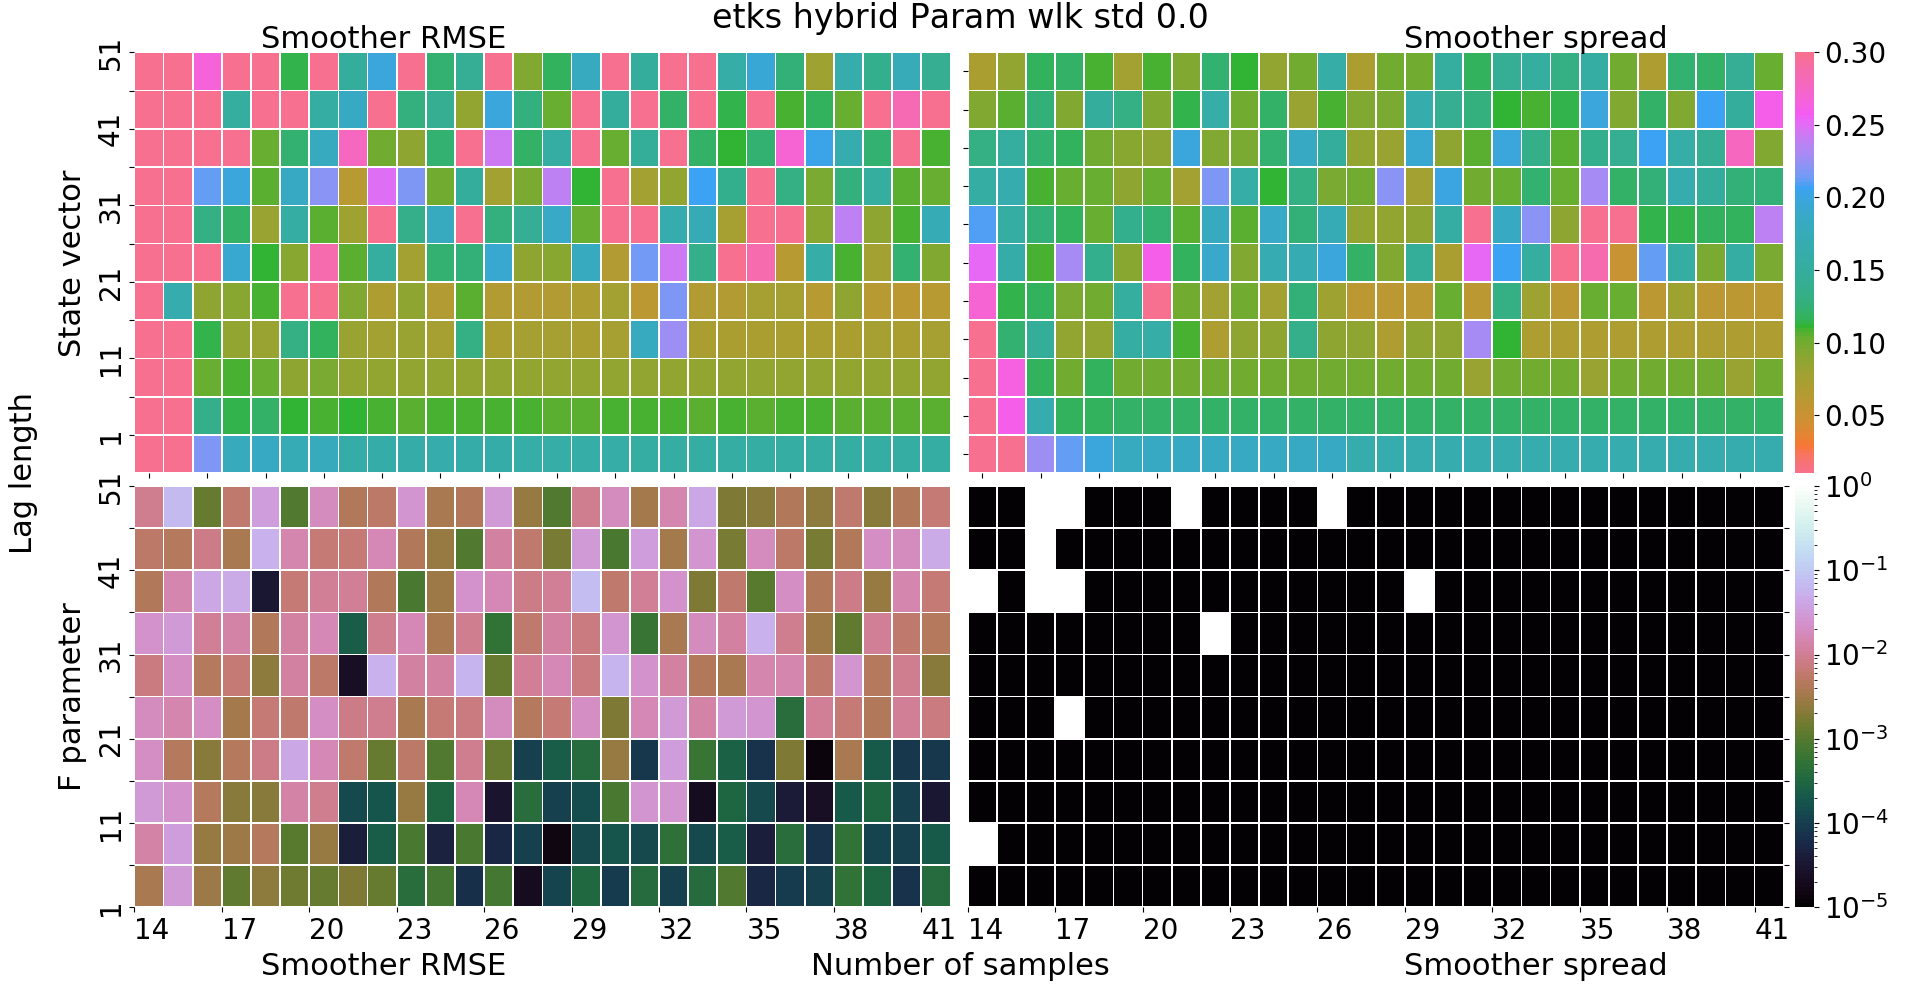 etks hybrid Param wlk std 0.0
Smoother RMSE
Smoother spread
State vector
51
41
31
21
11
1
0.30
0.25
0.20
0.15
0.10
0.05
Lag length
F parameter
51
41
31
21
11
1
10⁰
10⁻¹
10⁻²
10⁻³
10⁻⁴
10⁻⁵
14 17 20 23 26 29 32 35 38 41
14 17 20 23 26 29 32 35 38 41
Smoother RMSE
Number of samples
Smoother spread